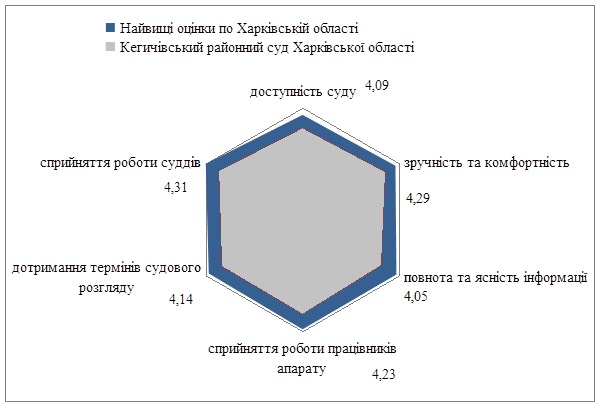 Найвищі оцінки по Харківській області
Кегичівський районний суд Харківської області
доступність суду
4,09
сприйняття роботи суддів
4,31
зручність та комфортність
4,29
дотримання термінів судового
розгляду
4,14
повнота та ясність інформації
4,05
сприйняття роботи працівників
апарату
4,23